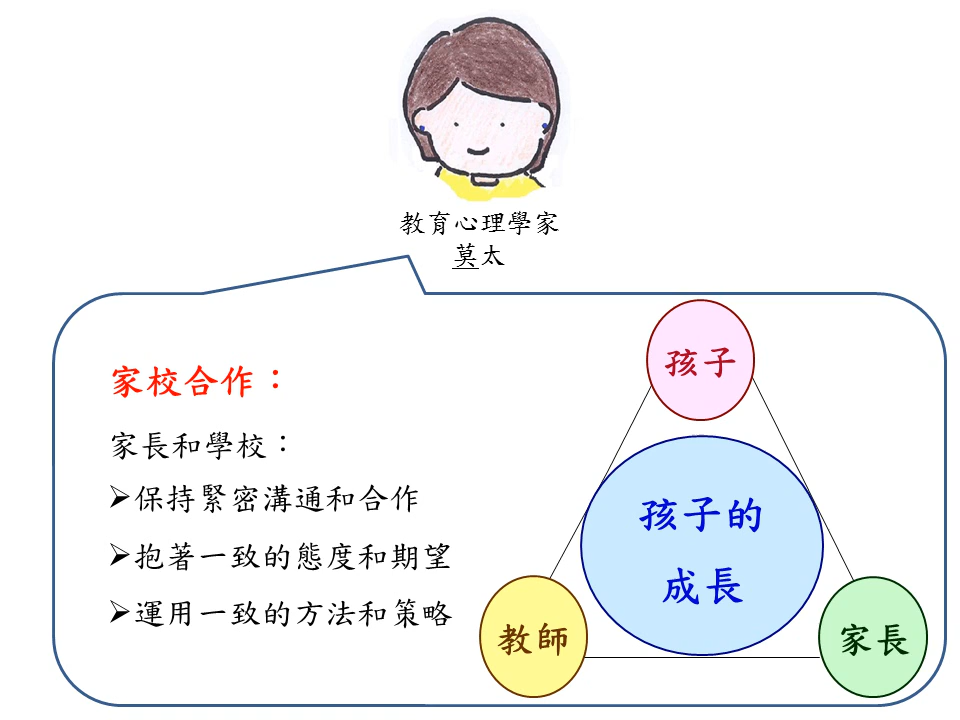 教育心理學家
莫太
家校合作：
家長和學校：
➢保持緊密溝通和合作
➢抱著一致的態度和期望
➢運用一致的方法和策略
孩子
孩子的
成長
教師
家長